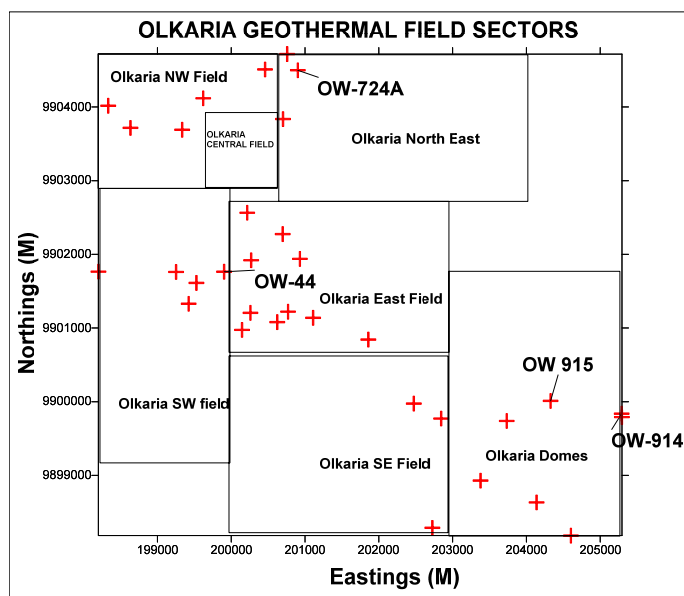 OLKARIA GEOTHERMAL FIELD SECTORS
Olkaria NW Field
OW-724A
9904000
OLKARIA
CENTRAL FIELD
Olkaria North East
9903000
9902000
OW-44
Olkaria East Field
9901000
Northings (M)
OW 915
9900000
Olkaria SW field
OW-914
Olkaria SE Field
Olkaria Domes
9899000
199000 200000 201000 202000 203000 204000 205000
Eastings (M)